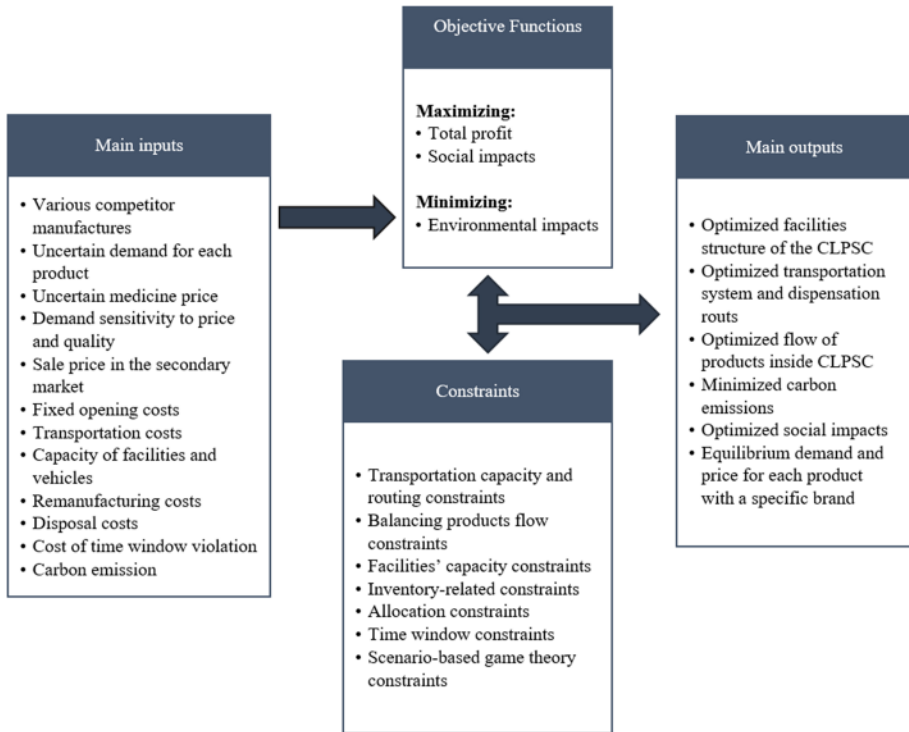 Objective Functions
Maximizing:
• Total profit
• Social impacts
Minimizing:
• Environmental impacts
Main inputs
• Various competitor
manufactures
• Uncertain demand for each
product
• Uncertain medicine price
• Demand sensitivity to price
and quality
• Sale price in the secondary
market
• Fixed opening costs
• Transportation costs
• Capacity of facilities and
vehicles
• Remanufacturing costs
• Disposal costs
• Cost of time window violation
• Carbon emission
Main outputs
• Optimized facilities
structure of the CLPSC
• Optimized transportation
system and dispensation
routs
• Optimized flow of
products inside CLPSC
• Minimized carbon
emissions
• Optimized social impacts
• Equilibrium demand and
price for each product
with a specific brand
Constraints
• Transportation capacity and
routing constraints
• Balancing products flow
constraints
• Facilities’ capacity constraints
• Inventory-related constraints
• Allocation constraints
• Time window constraints
• Scenario-based game theory
constraints